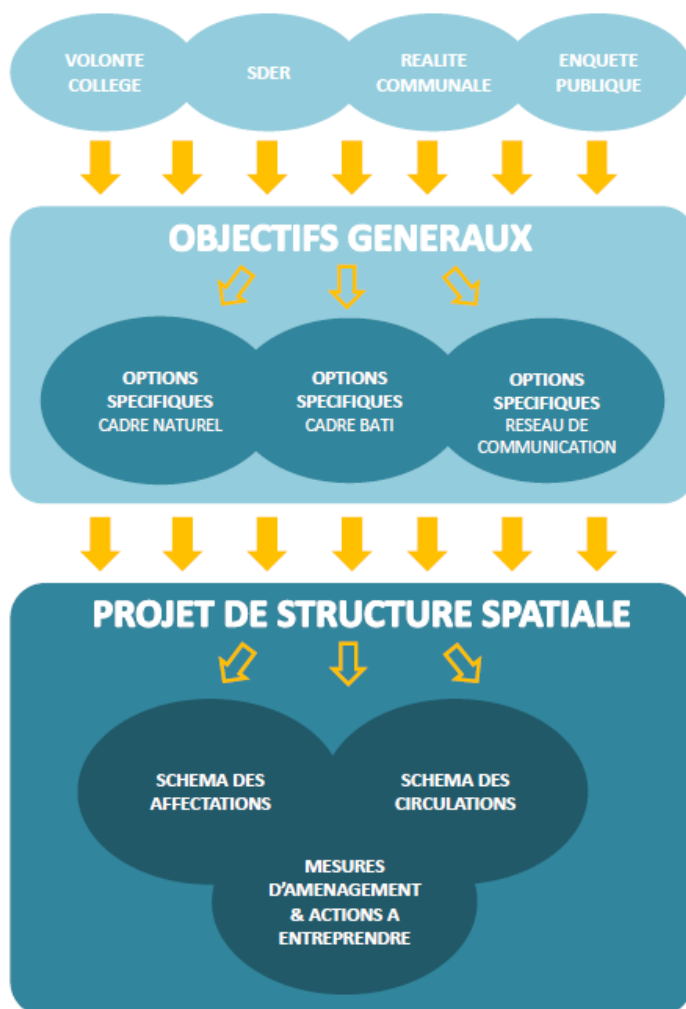 VOLONTE
COLLEGE
SDER
REALITE
COMMUNALE
ENQUETE
PUBLIQUE
OBJECTIFS GENERAUX
OPTIONS
SPECIFIQUES
CADRE NATUREL
OPTIONS
SPECIFIQUES
CADRE BATI
OPTIONS
SPECIFIQUES
RESEAU DE
COMMUNICATION
PROJET DE STRUCTURE SPATIALE
SCHEMA DES
AFFECTATIONS
SCHEMA DES
CIRCULATIONS
MESURES
D'AMENAGEMENT
& ACTIONS A
ENTREPRENDRE